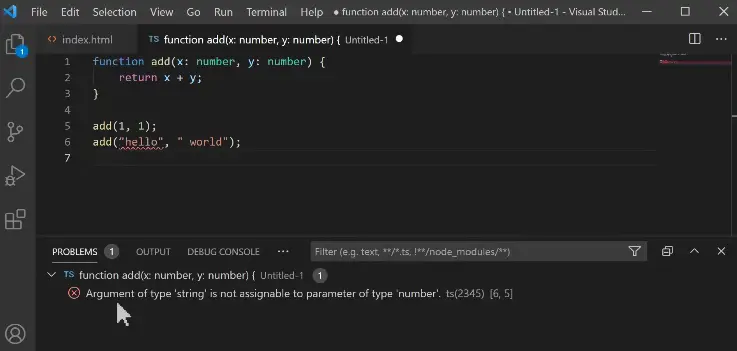 File Edit Selection View Go Run Terminal Help ● function add(x: number, y: number) { • Untitled-1 - Visual Stud...
<> index.html TS function add(x: number, y: number) { Untitled-1 ●
1 function add(x: number, y: number) {
2 return x + y;
3 }
4
5 add(1, 1);
6 add("hello", " world");
7
1
PROBLEMS 1 OUTPUT DEBUG CONSOLE ··· Filter (e.g. text, **/*.ts, !**/node_modules/**)
TS function add(x: number, y: number) { Untitled-1 1
Argument of type 'string' is not assignable to parameter of type 'number'. ts(2345) [6, 5]